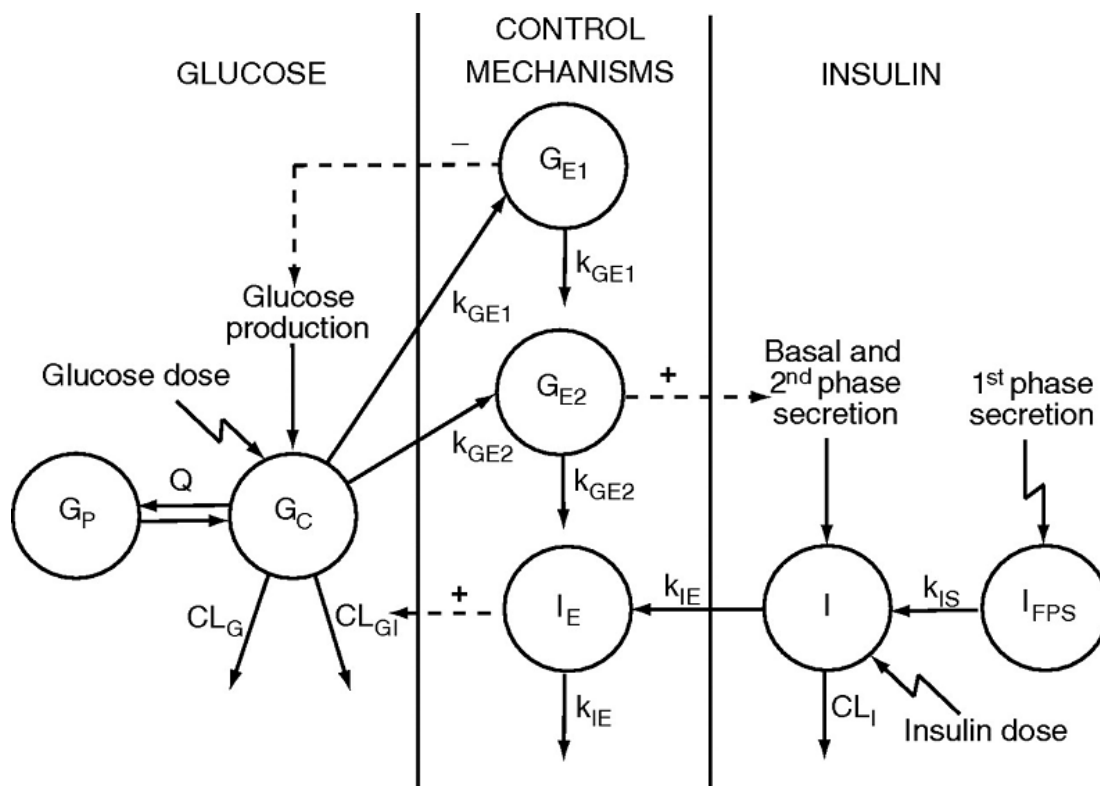 GLUCOSE
CONTROL
MECHANISMS
INSULIN
G_E1
–
k_GE1
k_GE1
Glucose
production
Glucose dose
G_E2
+
Basal and
2nd phase
secretion
1st phase
secretion
k_GE2
k_GE2
Q
G_P
G_C
CL_G
CL_GI
+
I_E
k_IE
I
k_IS
I_FPS
k_IE
CL_I
Insulin dose